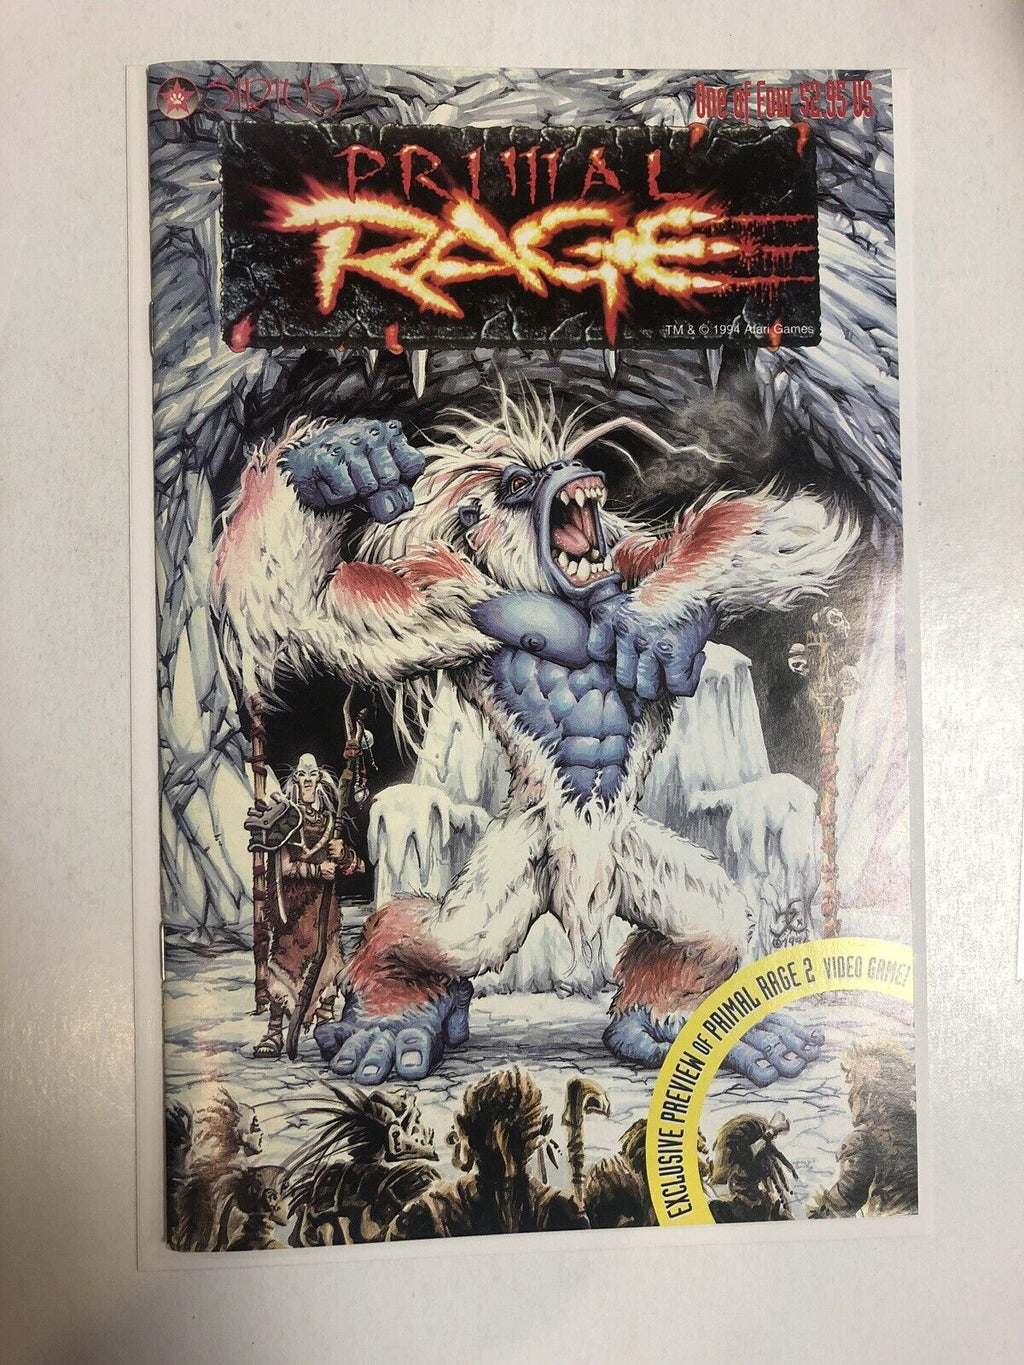 SIRIUS
One of Four $2.95 US
PRIMAL
RAGE
TM & © 1994 Atari Games
©1996
EXCLUSIVE PREVIEW OF PRIMAL RAGE 2 VIDEO GAME!